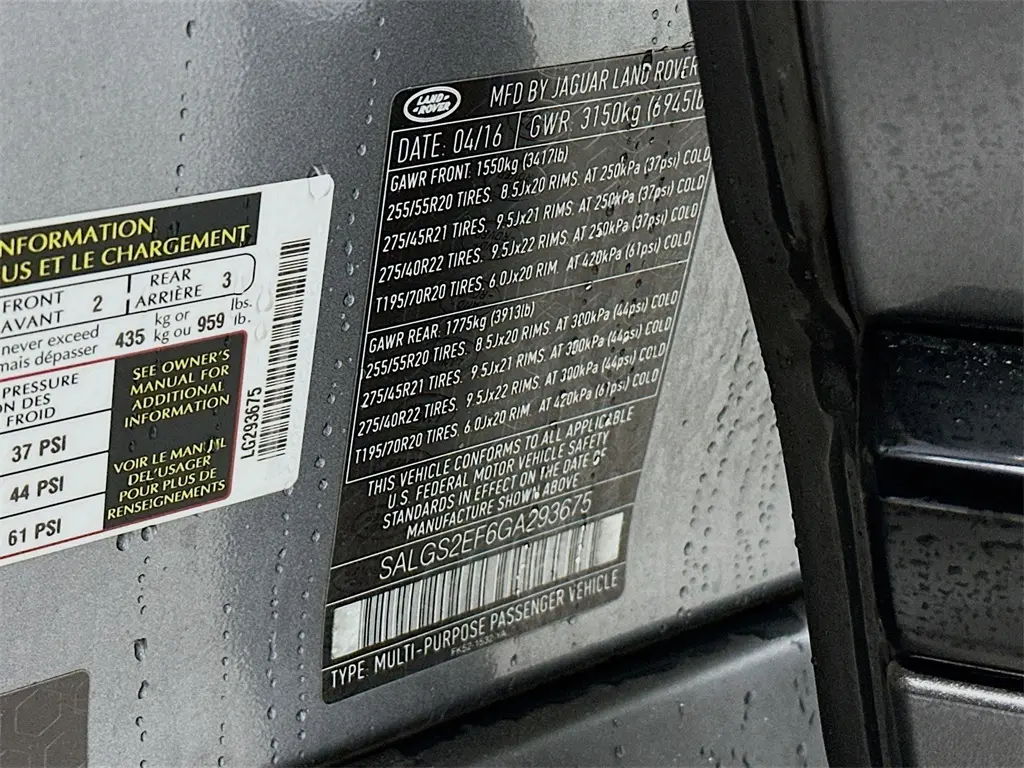 INFORMATION
US ET LE CHARGEMENT
FRONT
AVANT
2
REAR
ARRIÈRE
3
never exceed
mais dépasser
435
kg or
kg ou
959
lbs.
lb.
PRESSURE
ON DES
FROID
37 PSI
44 PSI
61 PSI
SEE OWNER'S
MANUAL FOR
ADDITIONAL
INFORMATION
VOIR LE MANUEL
DE L'USAGER
POUR PLUS DE
RENSEIGNEMENTS
LG293675
LAND
ROVER
MFD BY JAGUAR LAND ROVER
DATE: 04/16
GWR: 3150kg (6945lb
GAWR FRONT: 1550kg (3417lb)
255/55R20 TIRES. 8.5Jx20 RIMS. AT 250kPa (37psi) COLD
275/45R21 TIRES. 9.5Jx21 RIMS. AT 250kPa (37psi) COLD
275/40R22 TIRES. 9.5Jx22 RIMS. AT 250kPa (37psi) COLD
T195/70R20 TIRES. 6.0Jx20 RIM. AT 420kPa (61psi) COLD
GAWR REAR: 1775kg (3913lb)
255/55R20 TIRES. 8.5Jx20 RIMS. AT 300kPa (44psi) COLD
275/45R21 TIRES. 9.5Jx21 RIMS. AT 300kPa (44psi) COLD
275/40R22 TIRES. 9.5Jx22 RIMS. AT 300kPa (44psi) COLD
T195/70R20 TIRES. 6.0Jx20 RIM. AT 420kPa (61psi) COLD
THIS VEHICLE CONFORMS TO ALL APPLICABLE
U.S. FEDERAL MOTOR VEHICLE SAFETY
STANDARDS IN EFFECT ON THE DATE OF
MANUFACTURE SHOWN ABOVE
SALGS2EF6GA293675
TYPE: MULTI-PURPOSE PASSENGER VEHICLE
FK52-1532-YA